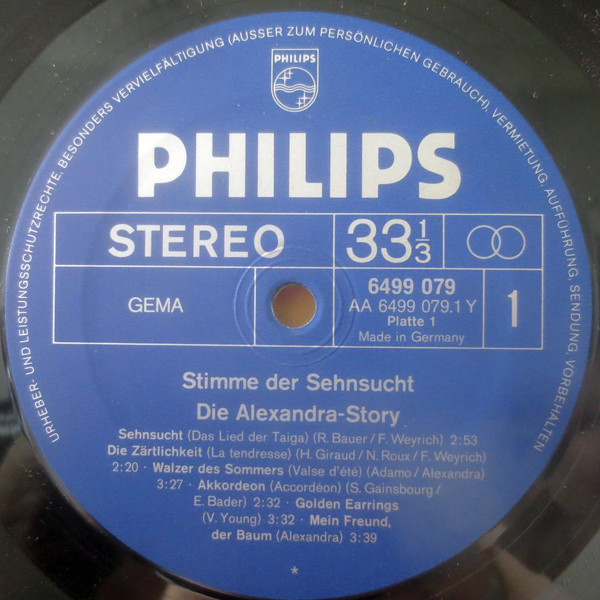 URHEBER- UND LEISTUNGSSCHUTZRECHTE, BESONDERS VERVIELFÄLTIGUNG (AUSSER ZUM PERSÖNLICHEN GEBRAUCH), VERMIETUNG, AUFFÜHRUNG, SENDUNG VORBEHALTEN
PHILIPS
PHILIPS
STEREO 33 1/3
GEMA
6499 079
AA 6499 079.1 Y
Platte 1
Made in Germany
1
Stimme der Sehnsucht
Die Alexandra-Story
Sehnsucht (Das Lied der Taiga) (R. Bauer/F. Weyrich) 2:53
Die Zärtlichkeit (La tendresse) (H. Giraud/N. Roux/F. Weyrich)
2:20 · Walzer des Sommers (Valse d'été) (Adamo/Alexandra)
3:27 · Akkordeon (Accordéon) (S. Gainsbourg/
E. Bader) 2:32 · Golden Earrings
(V. Young) 3:32 · Mein Freund,
der Baum (Alexandra) 3:39
*